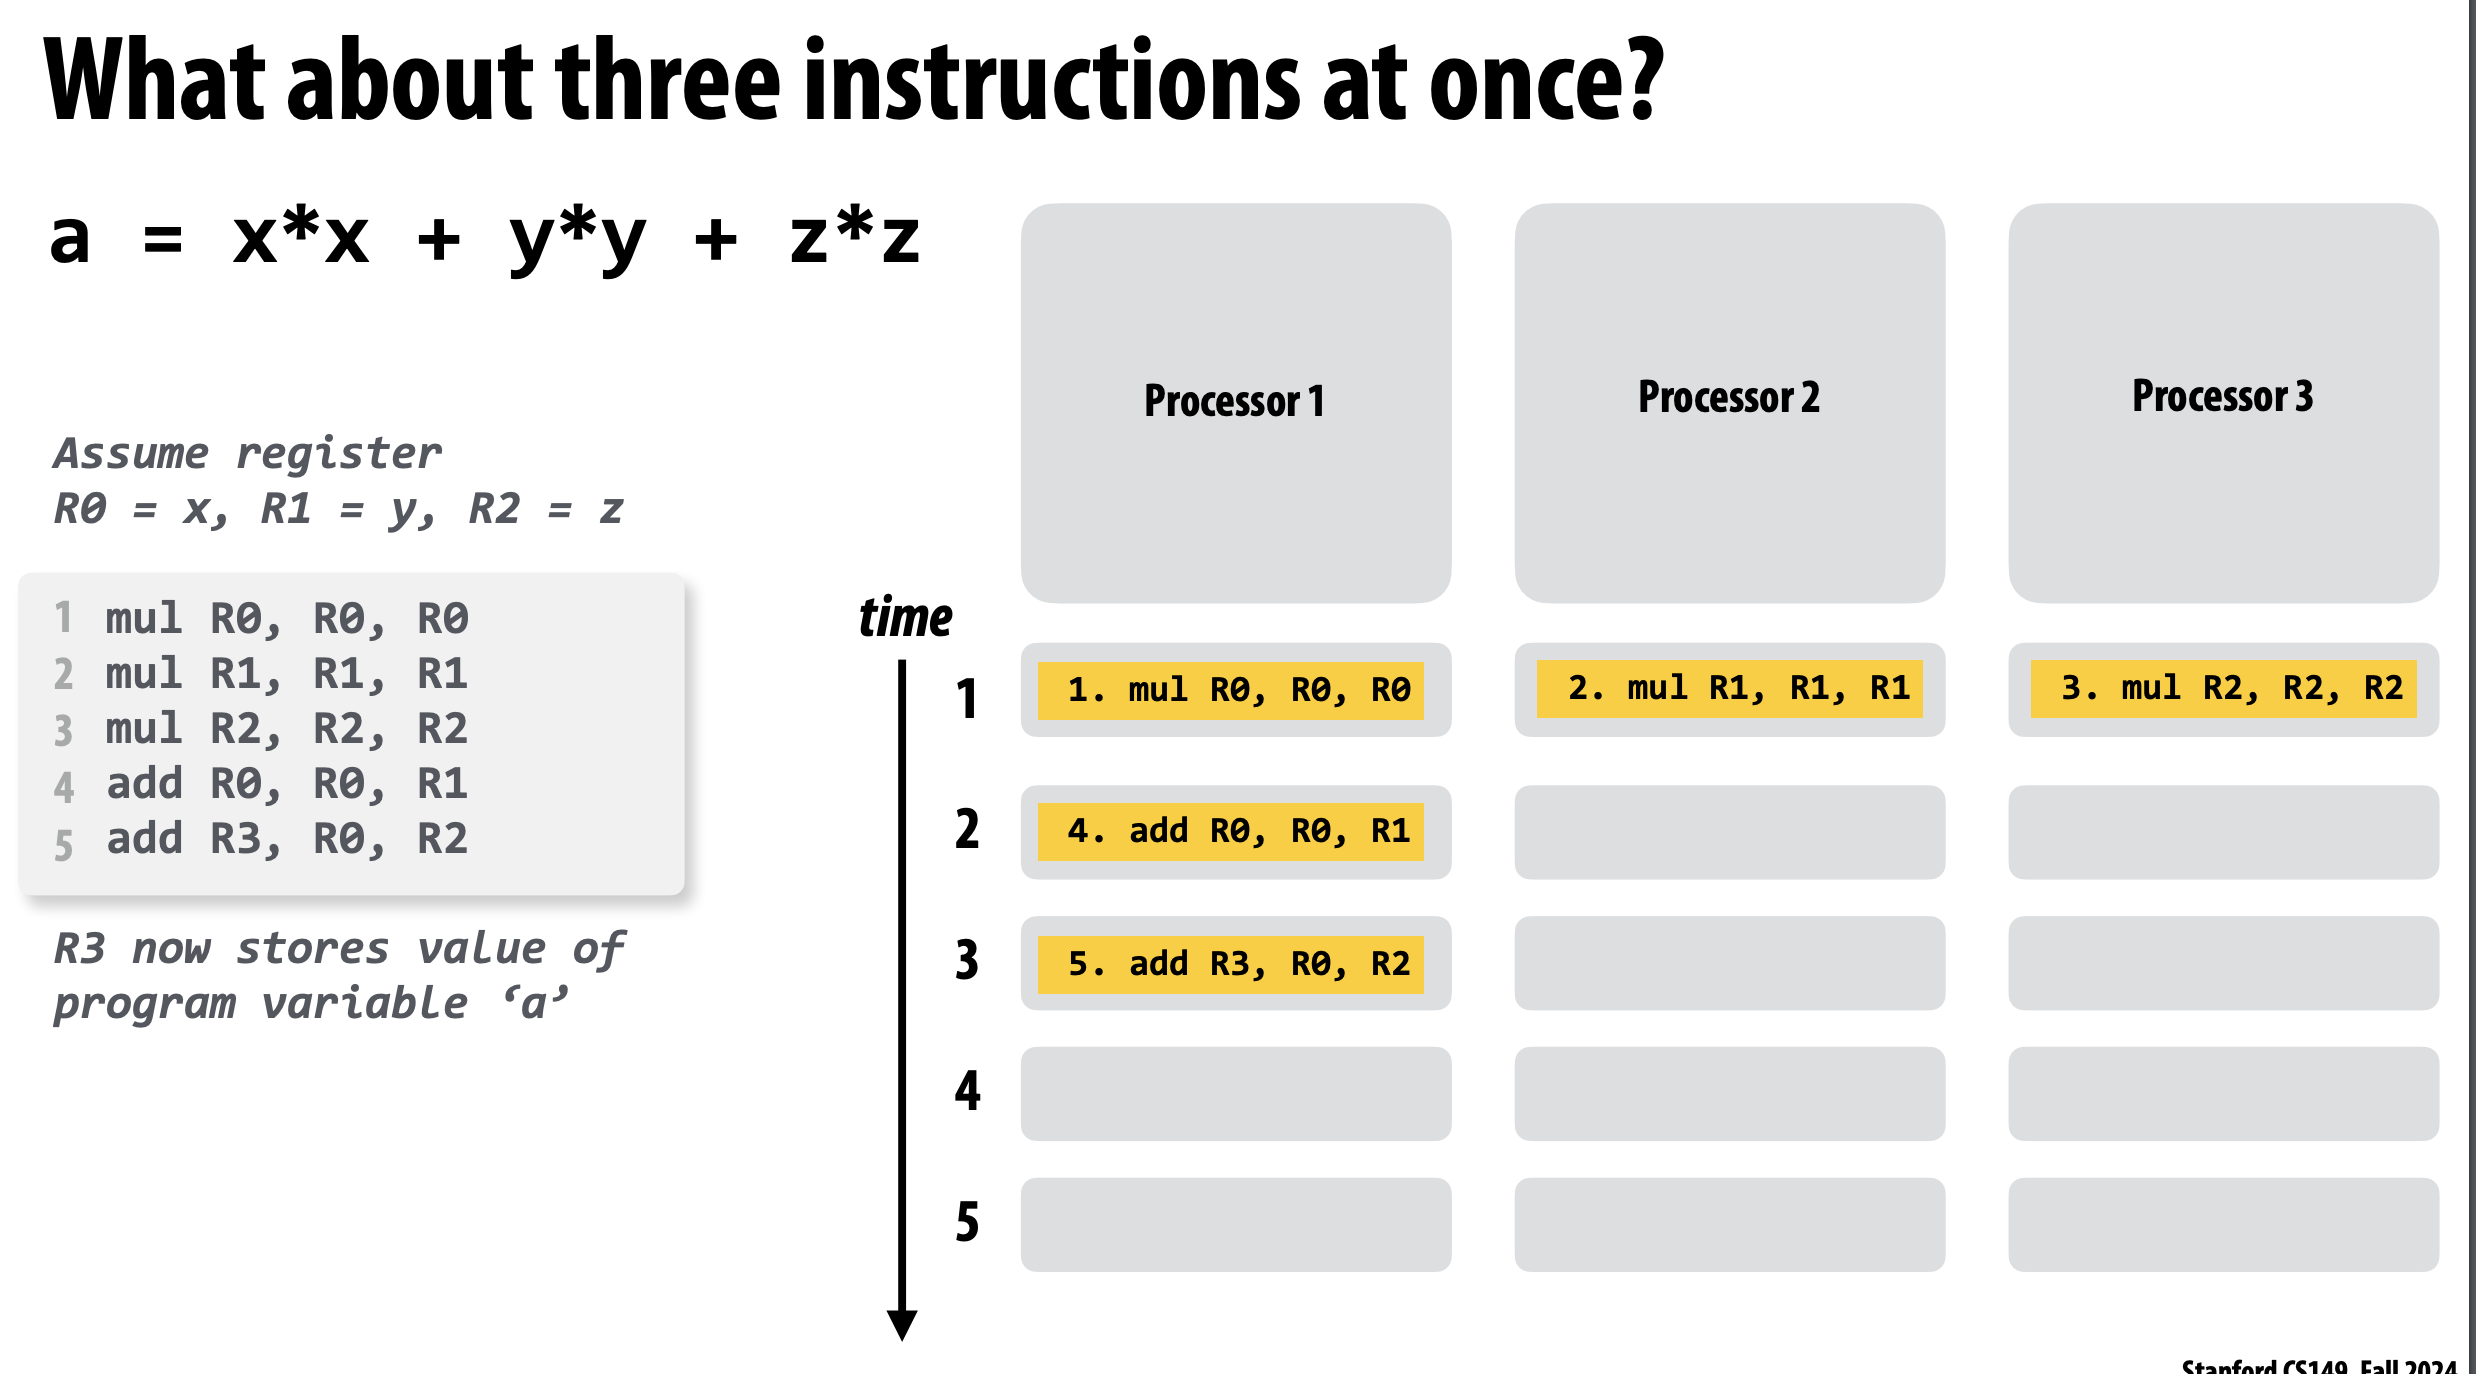 What about three instructions at once?
a = x*x + y*y + z*z
Assume register
R0 = x, R1 = y, R2 = z
1 mul R0, R0, R0
2 mul R1, R1, R1
3 mul R2, R2, R2
4 add R0, R0, R1
5 add R3, R0, R2
R3 now stores value of
program variable ‘a’
Processor 1
Processor 2
Processor 3
time
1
1. mul R0, R0, R0
2. mul R1, R1, R1
3. mul R2, R2, R2
2
4. add R0, R0, R1
3
5. add R3, R0, R2
4
5
Stanford CS149, Fall 2024